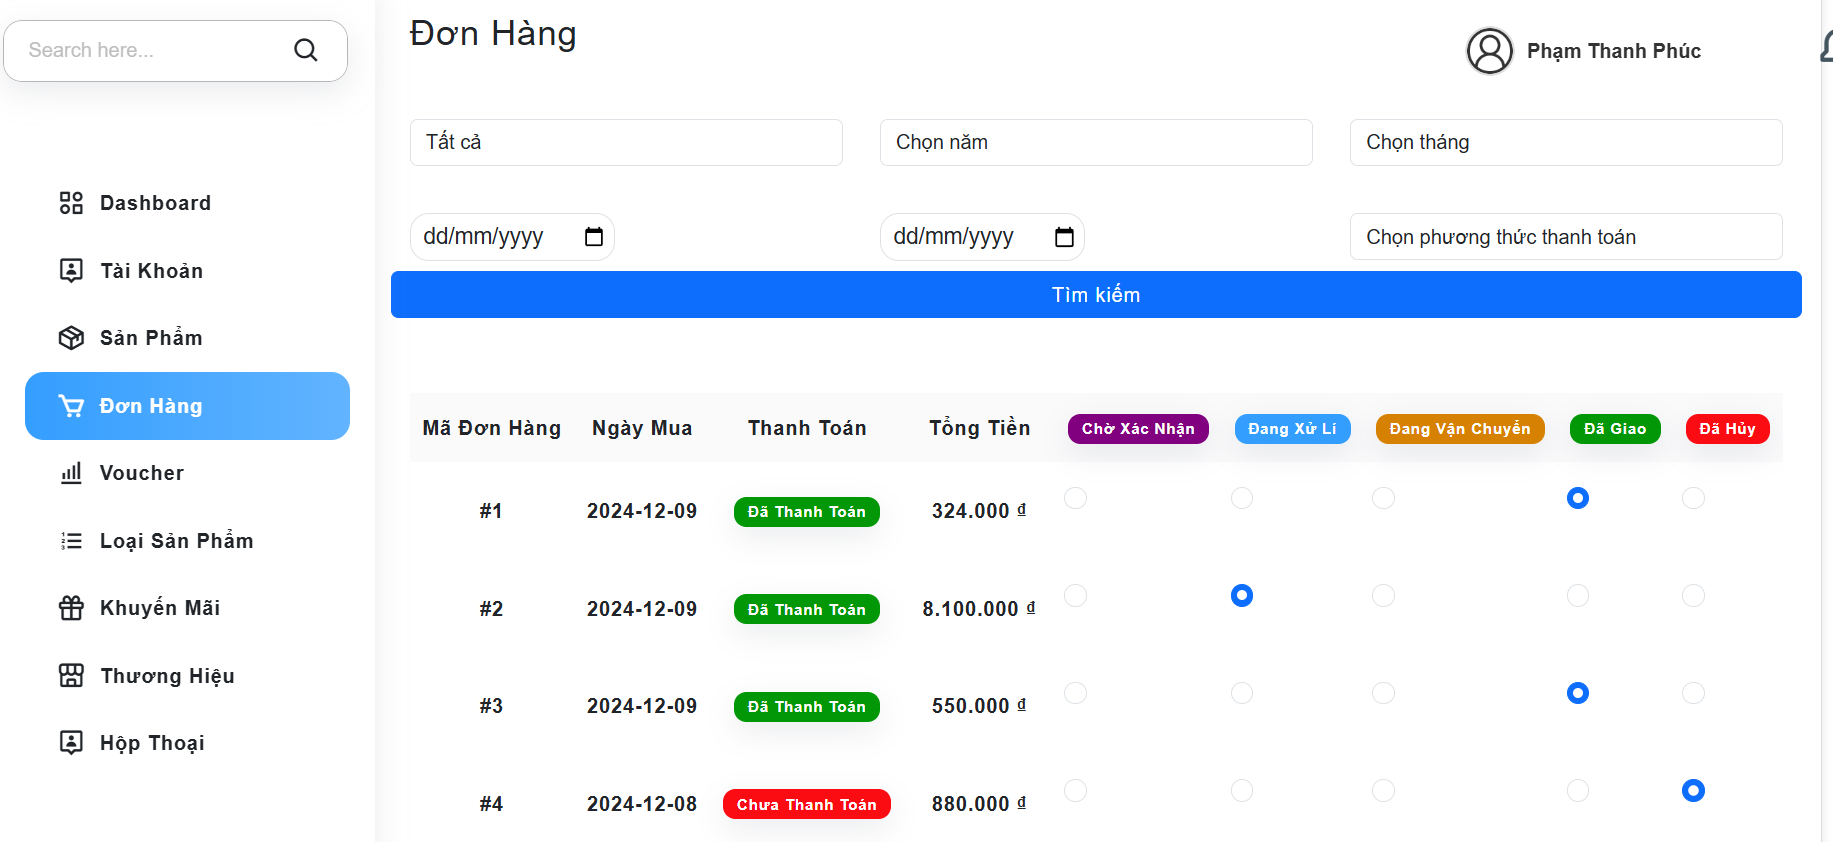 Search here...
Dashboard
Tài Khoản
Sản Phẩm
Đơn Hàng
Voucher
Loại Sản Phẩm
Khuyến Mãi
Thương Hiệu
Hộp Thoại
Đơn Hàng
Phạm Thanh Phúc
Tất cả
Chọn năm
Chọn tháng
dd/mm/yyyy
dd/mm/yyyy
Chọn phương thức thanh toán
Tìm kiếm
Mã Đơn Hàng Ngày Mua Thanh Toán Tổng Tiền Chờ Xác Nhận Đang Xử Lí Đang Vận Chuyển Đã Giao Đã Hủy
#1 2024-12-09 Đã Thanh Toán 324.000 ₫
#2 2024-12-09 Đã Thanh Toán 8.100.000 ₫
#3 2024-12-09 Đã Thanh Toán 550.000 ₫
#4 2024-12-08 Chưa Thanh Toán 880.000 ₫